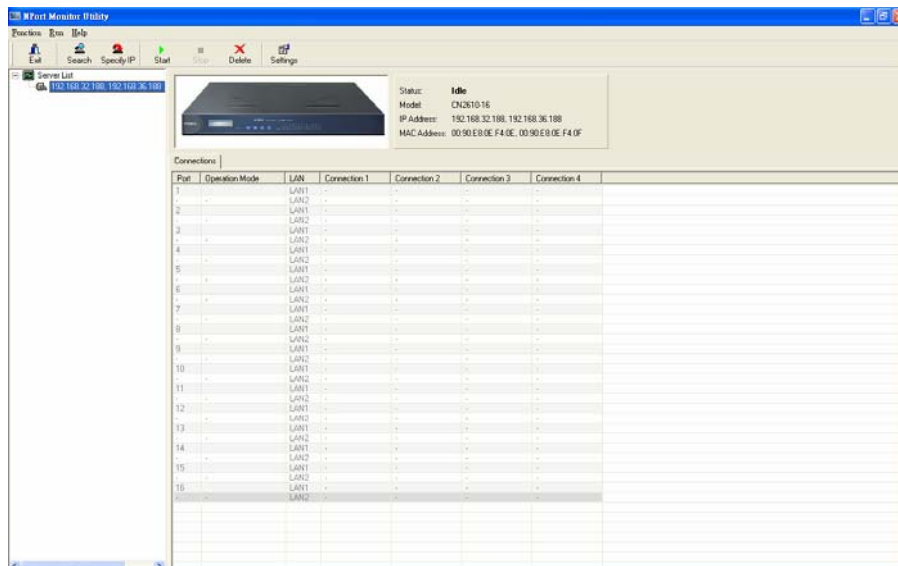 NPort Monitor Utility
Function Run Help
Exit Search Specify IP Start Stop Delete Settings
Server List
192.168.32.188, 192.168.36.188
Status: Idle
Model: CN2610-16
IP Address: 192.168.32.188, 192.168.36.188
MAC Address: 00:90:E8:0E:F4:0E, 00:90:E8:0E:F4:0F
Connections
Port Operation Mode LAN Connection 1 Connection 2 Connection 3 Connection 4
1 LAN1 - - - -
- - LAN2 - - - -
2 LAN1 - - - -
- - LAN2 - - - -
3 LAN1 - - - -
- - LAN2 - - - -
4 LAN1 - - - -
- - LAN2 - - - -
5 LAN1 - - - -
- - LAN2 - - - -
6 LAN1 - - - -
- - LAN2 - - - -
7 LAN1 - - - -
- - LAN2 - - - -
8 LAN1 - - - -
- - LAN2 - - - -
9 LAN1 - - - -
- - LAN2 - - - -
10 LAN1 - - - -
- - LAN2 - - - -
11 LAN1 - - - -
- - LAN2 - - - -
12 LAN1 - - - -
- - LAN2 - - - -
13 LAN1 - - - -
- - LAN2 - - - -
14 LAN1 - - - -
- - LAN2 - - - -
15 LAN1 - - - -
- - LAN2 - - - -
16 LAN1 - - - -
- - LAN2 - - - -